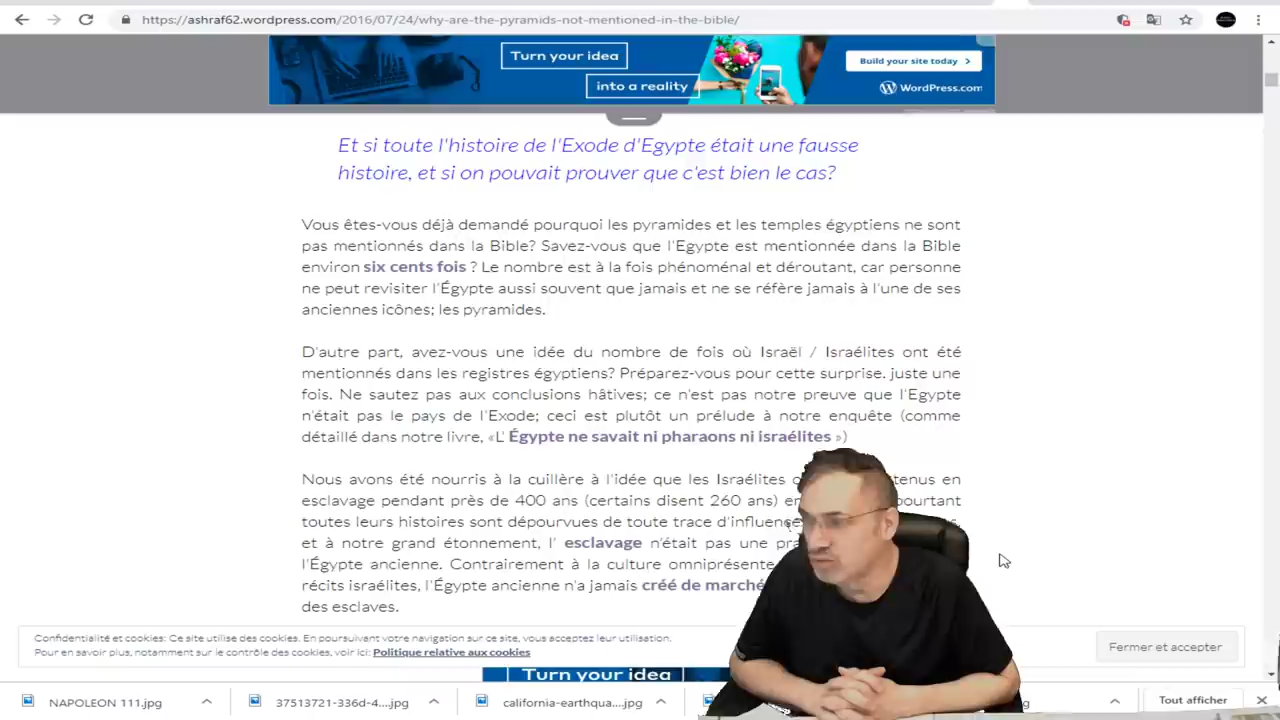 https://ashraf62.wordpress.com/2016/07/24/why-are-the-pyramids-not-mentioned-in-the-bible/
Turn your idea
into a reality
Build your site today >
WordPress.com
Et si toute l'histoire de l'Exode d'Egypte était une fausse
histoire, et si on pouvait prouver que c'est bien le cas?
Vous êtes-vous déjà demandé pourquoi les pyramides et les temples égyptiens ne sont
pas mentionnés dans la Bible? Savez-vous que l'Egypte est mentionnée dans la Bible
environ six cents fois ? Le nombre est à la fois phénoménal et déroutant, car personne
ne peut revisiter l'Égypte aussi souvent que jamais et ne se réfère jamais à l'une de ses
anciennes icônes; les pyramides.
D'autre part, avez-vous une idée du nombre de fois où Israël / Israélites ont été
mentionnés dans les registres égyptiens? Préparez-vous pour cette surprise. juste une
fois. Ne sautez pas aux conclusions hâtives; ce n'est pas notre preuve que l'Egypte
n'était pas le pays de l'Exode; ceci est plutôt un prélude à notre enquête (comme
détaillé dans notre livre, «L' Égypte ne savait ni pharaons ni israélites »)
Nous avons été nourris à la cuillère à l'idée que les Israélites tenus en
esclavage pendant près de 400 ans (certains disent 260 ans) en pourtant
toutes leurs histoires sont dépourvues de toute trace
et à notre grand étonnement, l' esclavage n'était pas une
l'Égypte ancienne. Contrairement à la culture omniprésente
récits israélites, l'Égypte ancienne n'a jamais créé de marché
des esclaves.
Confidentialité et cookies: Ce site utilise des cookies. En poursuivant votre navigation sur ce site, vous acceptez leur utilisation.
Pour en savoir plus, notamment sur le contrôle des cookies, voir ici: Politique relative aux cookies
Fermer et accepter
Turn your idea
NAPOLEON 111.jpg
37513721-336d-4....jpg
california-earthqua....jpg
Tout afficher